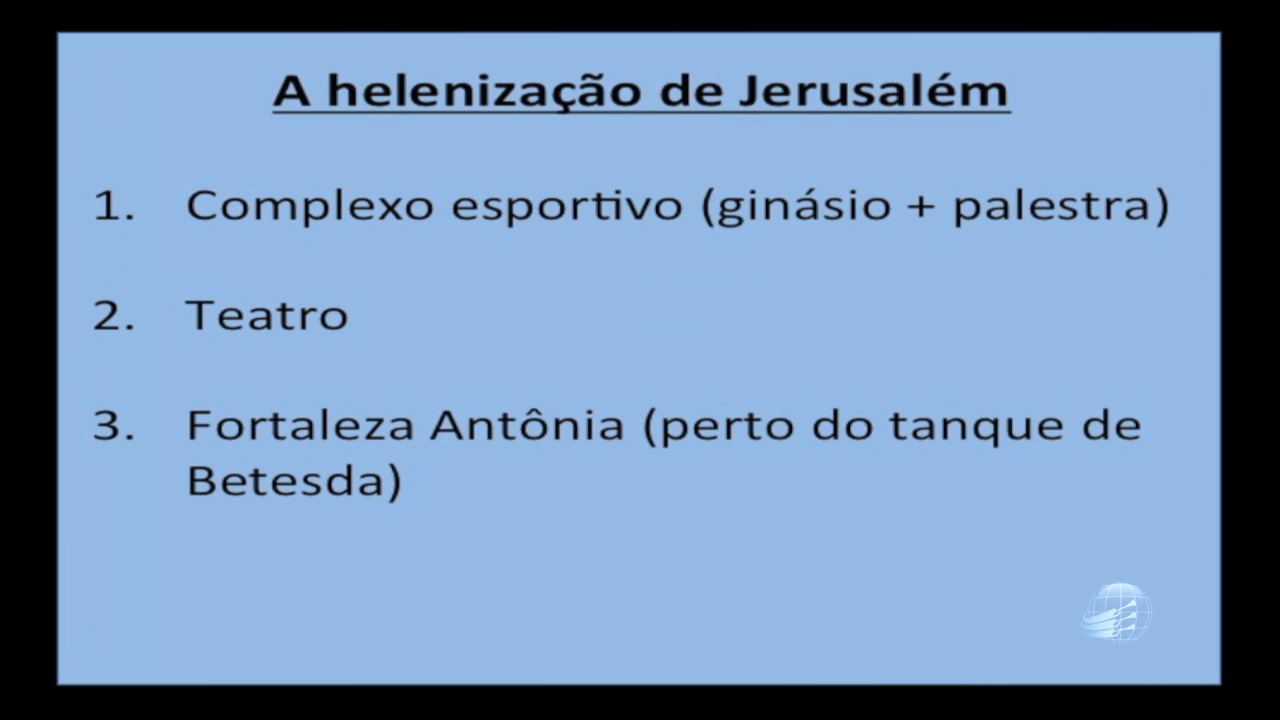 A helenização de Jerusalém
1. Complexo esportivo (ginásio + palestra)
2. Teatro
3. Fortaleza Antônia (perto do tanque de
Betesda)